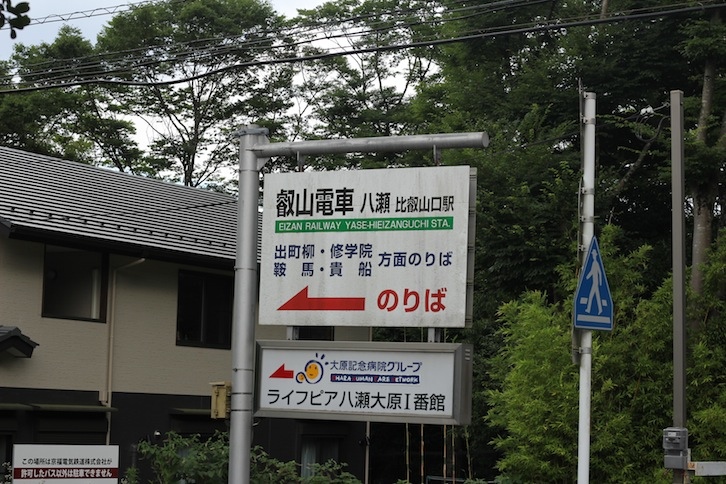 叡山電車 八瀬 比叡山口駅
EIZAN RAILWAY YASE-HIEIZANGUCHI STA.
出町柳・修学院
鞍馬・貴船
方面のりば
のりば
大原記念病院グループ
OHARA HUMAN CARE NETWORK
ライフピア八瀬大原Ⅰ番館
この場所は京福電気鉄道株式会社が
許可したバス以外は駐車できません